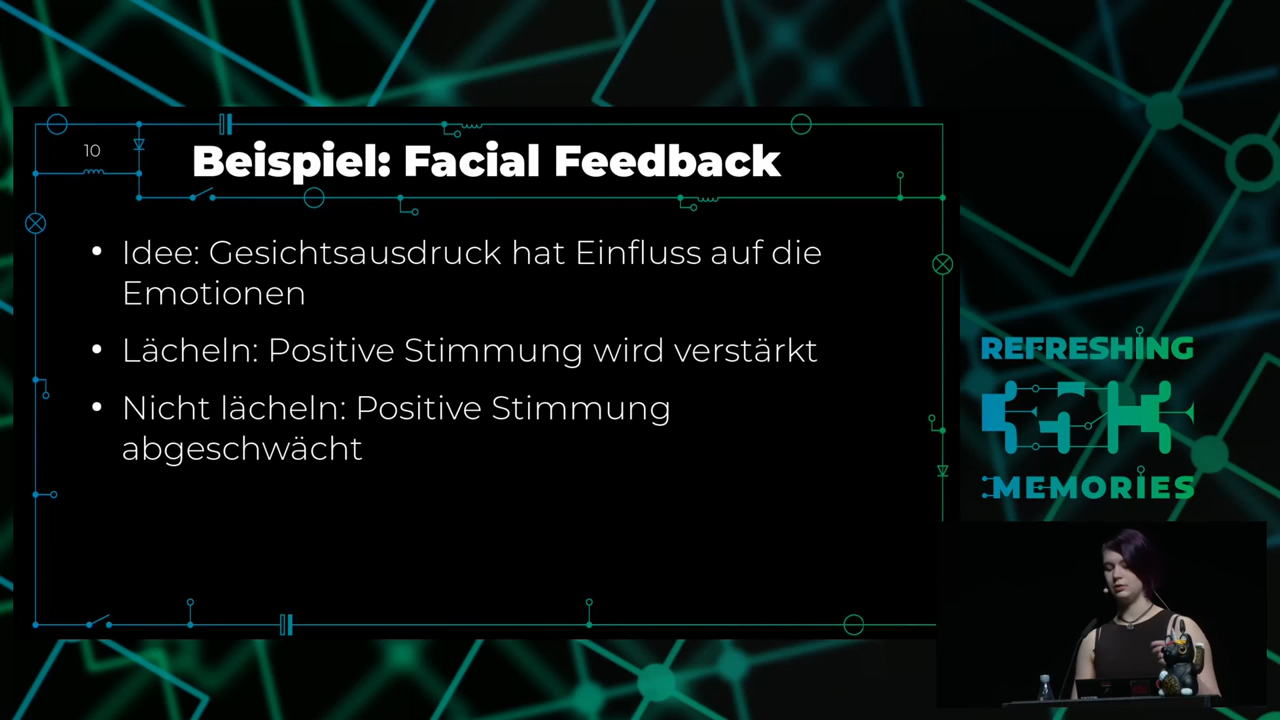 10
Beispiel: Facial Feedback
• Idee: Gesichtsausdruck hat Einfluss auf die
Emotionen
• Lächeln: Positive Stimmung wird verstärkt
• Nicht lächeln: Positive Stimmung
abgeschwächt
REFRESHING
35K
MEMORIES